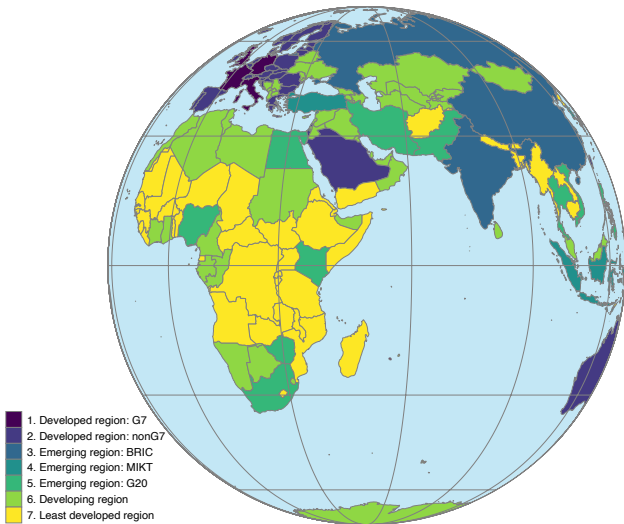 1. Developed region: G7
2. Developed region: nonG7
3. Emerging region: BRIC
4. Emerging region: MIKT
5. Emerging region: G20
6. Developing region
7. Least developed region